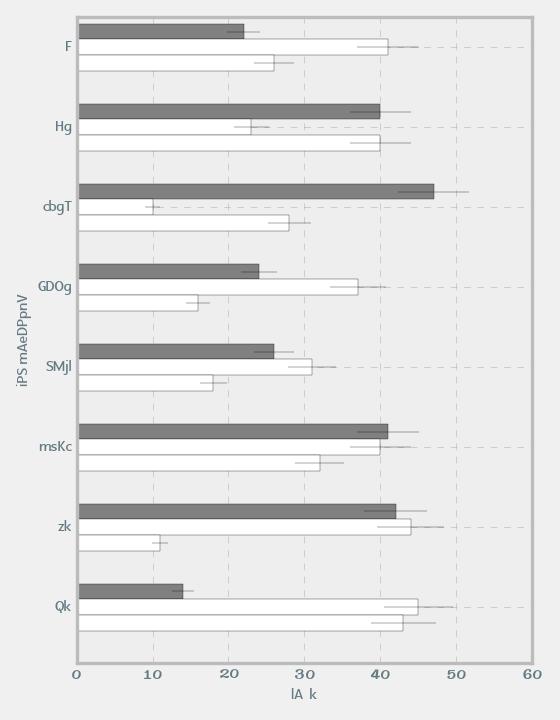 F
Hg
cbgT
GDOg
SMjl
msKc
zk
Qk
iPS mAeDPpnV
0 10 20 30 40 50 60
lA k